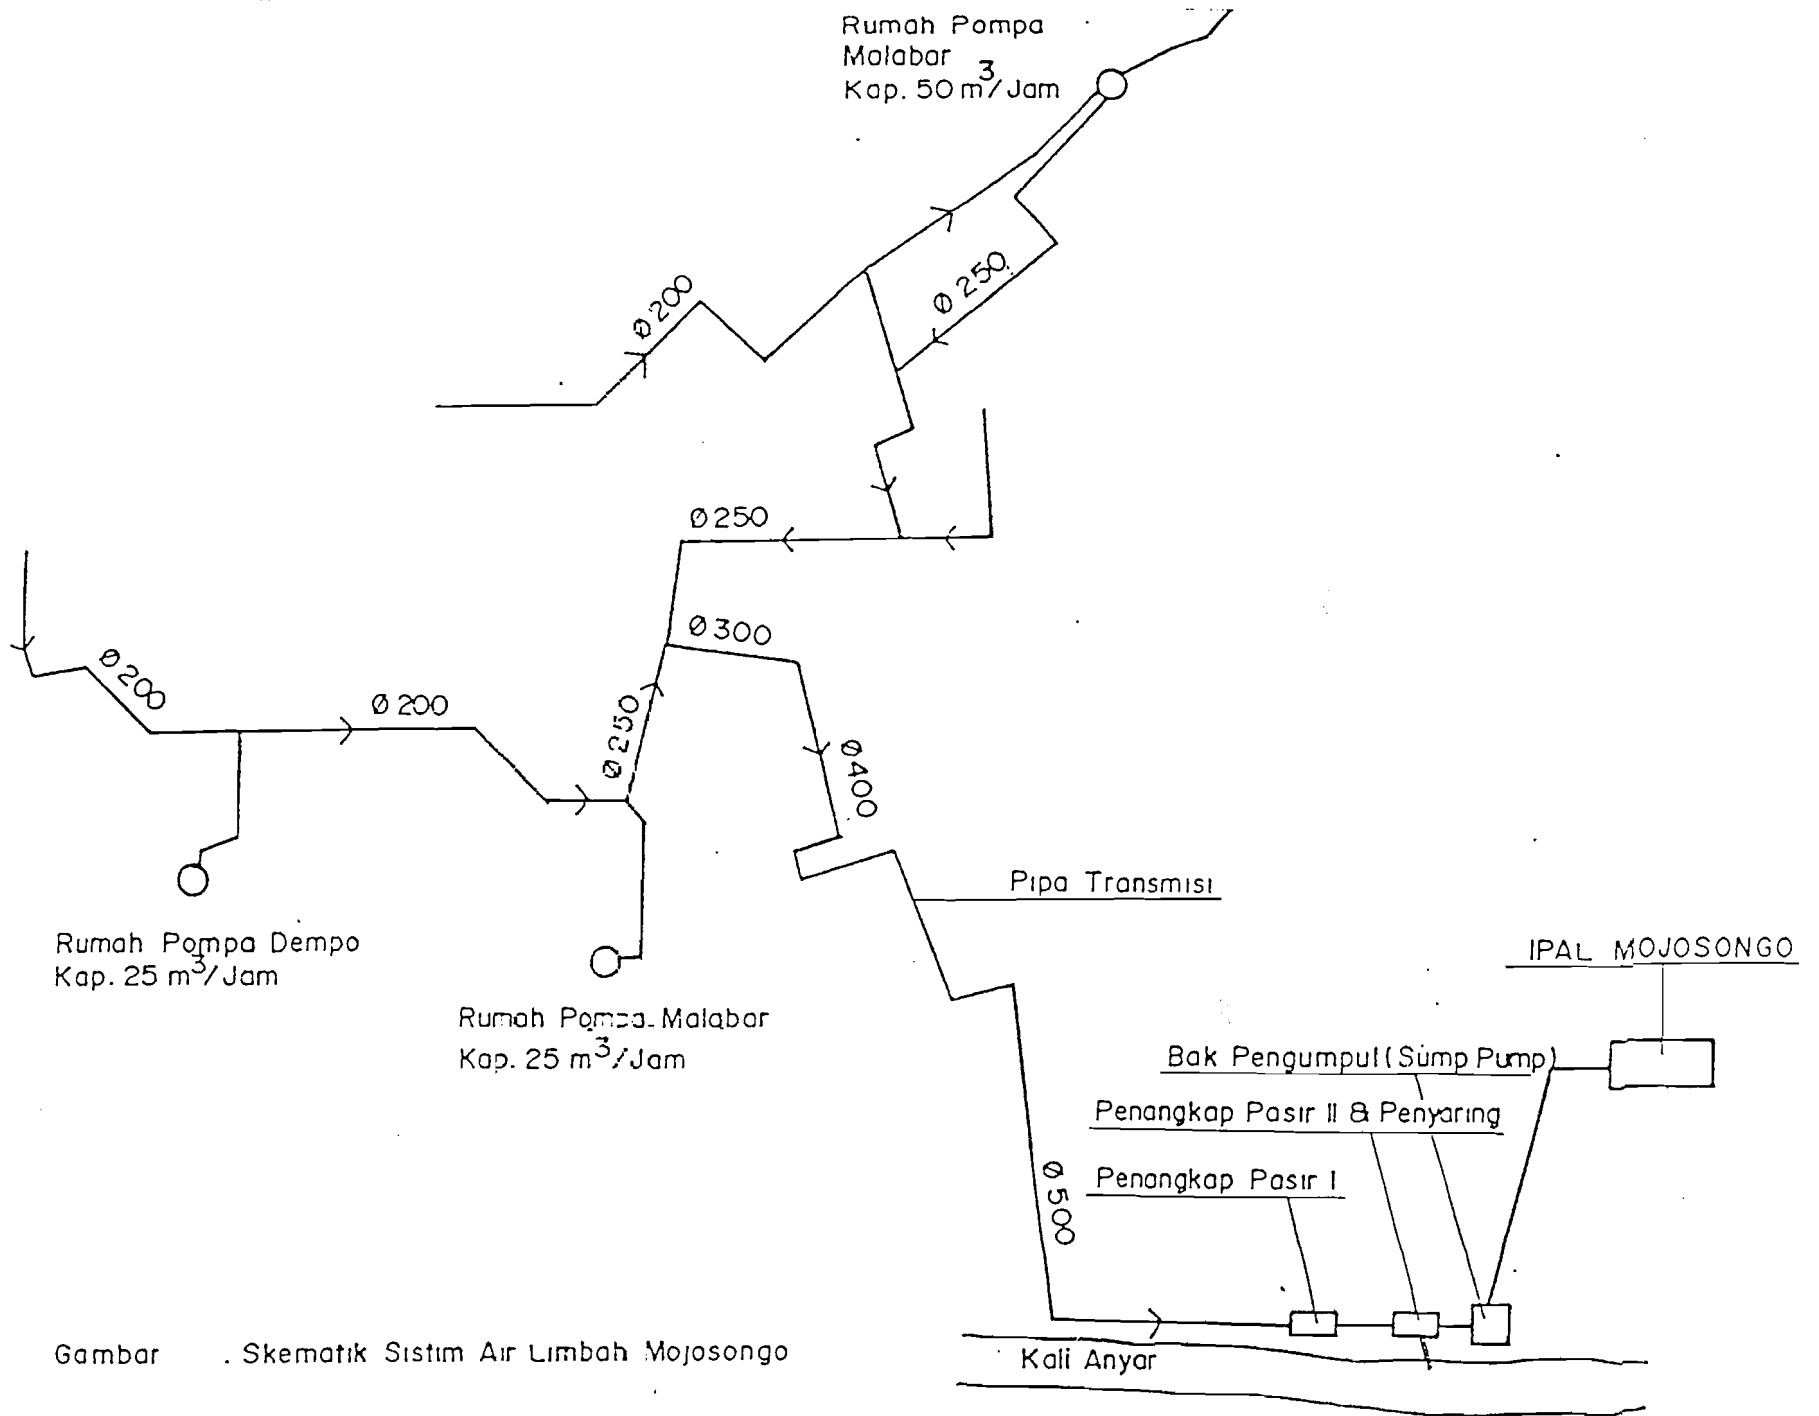 Rumah Pompa
Malabar
Kap. 50 m³/Jam
Ø 200
Ø 250
Ø 250
Ø 300
Ø 200
Ø 200
Ø 250
Ø 400
Pipa Transmisi
Rumah Pompa Dempo
Kap. 25 m³/Jam
IPAL MOJOSONGO
Rumah Pompa Malabar
Kap. 25 m³/Jam
Bak Pengumpul (Sump Pump)
Penangkap Pasir II & Penyaring
Penangkap Pasir I
Ø 500
Kali Anyar
Gambar . Skematik Sistim Air Limbah Mojosongo